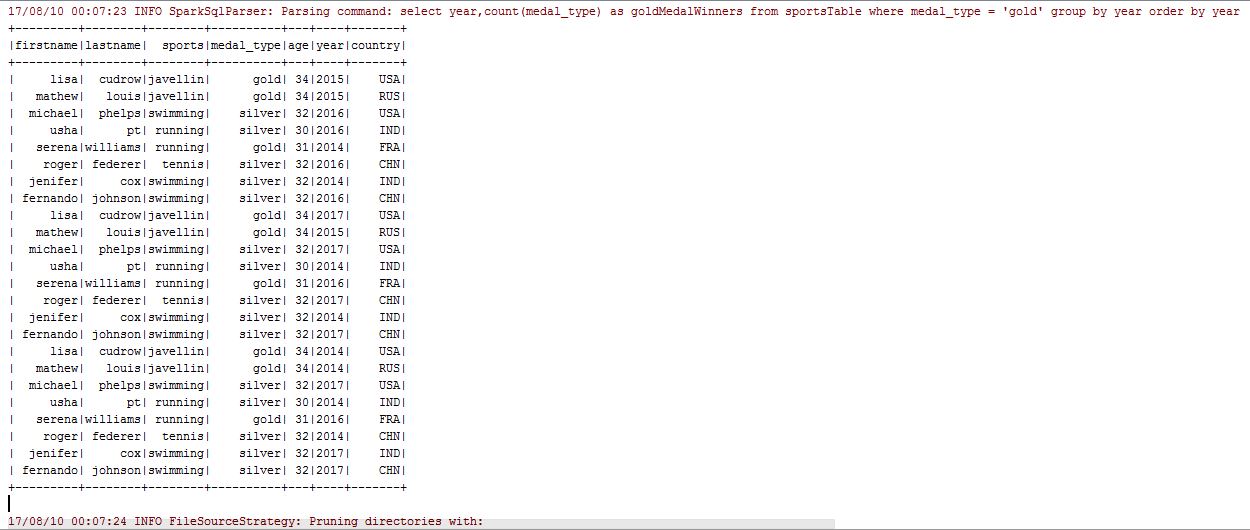 17/08/10 00:07:23 INFO SparkSqlParser: Parsing command: select year,count(medal_type) as goldMedalWinners from sportsTable where medal_type = 'gold' group by year order by year
+---------+--------+--------+----------+---+----+-------+
|firstname|lastname|  sports|medal_type|age|year|country|
+---------+--------+--------+----------+---+----+-------+
|     lisa|  cudrow|javellin|      gold| 34|2015|    USA|
|   mathew|   louis|javellin|      gold| 34|2015|    RUS|
|  michael|  phelps|swimming|    silver| 32|2016|    USA|
|     usha|      pt| running|    silver| 30|2016|    IND|
|   serena|williams| running|      gold| 31|2014|    FRA|
|    roger| federer|  tennis|    silver| 32|2016|    CHN|
|  jenifer|     cox|swimming|    silver| 32|2014|    IND|
| fernando| johnson|swimming|    silver| 32|2016|    CHN|
|     lisa|  cudrow|javellin|      gold| 34|2017|    USA|
|   mathew|   louis|javellin|      gold| 34|2015|    RUS|
|  michael|  phelps|swimming|    silver| 32|2017|    USA|
|     usha|      pt| running|    silver| 30|2014|    IND|
|   serena|williams| running|      gold| 31|2016|    FRA|
|    roger| federer|  tennis|    silver| 32|2017|    CHN|
|  jenifer|     cox|swimming|    silver| 32|2014|    IND|
| fernando| johnson|swimming|    silver| 32|2017|    CHN|
|     lisa|  cudrow|javellin|      gold| 34|2014|    USA|
|   mathew|   louis|javellin|      gold| 34|2014|    RUS|
|  michael|  phelps|swimming|    silver| 32|2017|    USA|
|     usha|      pt| running|    silver| 30|2014|    IND|
|   serena|williams| running|      gold| 31|2016|    FRA|
|    roger| federer|  tennis|    silver| 32|2014|    CHN|
|  jenifer|     cox|swimming|    silver| 32|2017|    IND|
| fernando| johnson|swimming|    silver| 32|2017|    CHN|
+---------+--------+--------+----------+---+----+-------+
17/08/10 00:07:24 INFO FileSourceStrategy: Pruning directories with: